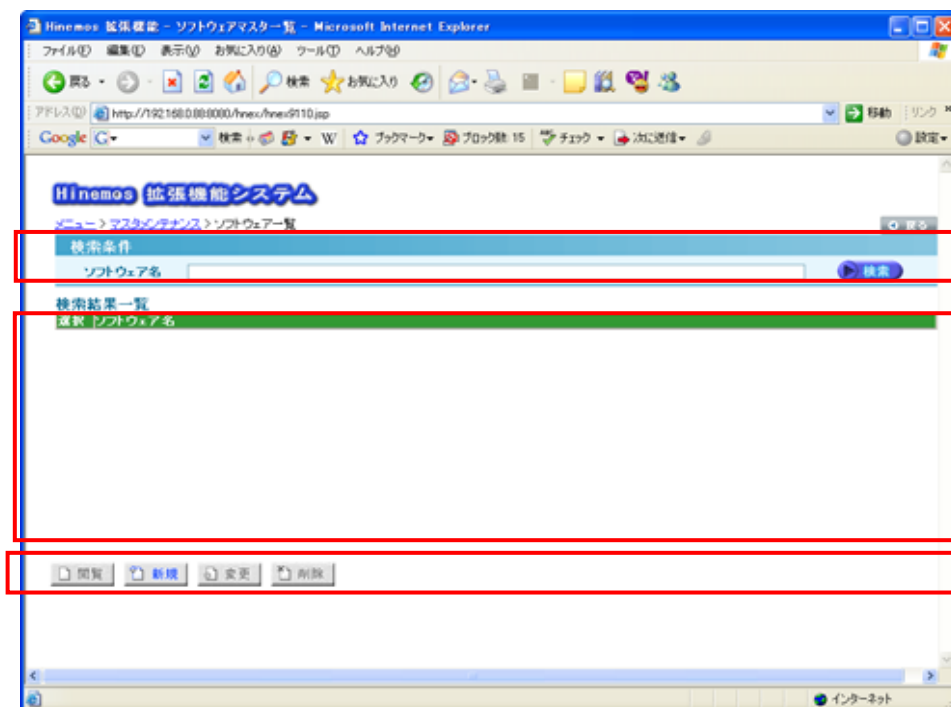 Hinemos 拡張機能 - ソフトウェアマスター覧 - Microsoft Internet Explorer
ファイル(F) 編集(E) 表示(V) お気に入り(A) ツール(T) ヘルプ(H)
戻る 検索 お気に入り
アドレス(D) http://192.168.0.88:8080/hnex/hnex9110.jsp 移動 リンク »
Google G 検索 W ブックマーク ブロック数: 15 チェック 次に送信 設定
Hinemos 拡張機能システム
メニュー > マスタメンテナンス > ソフトウェアー覧 戻る
検索条件
ソフトウェア名 検索
検索結果一覧
選択 ソフトウェア名
閲覧 新規 変更 削除
インターネット